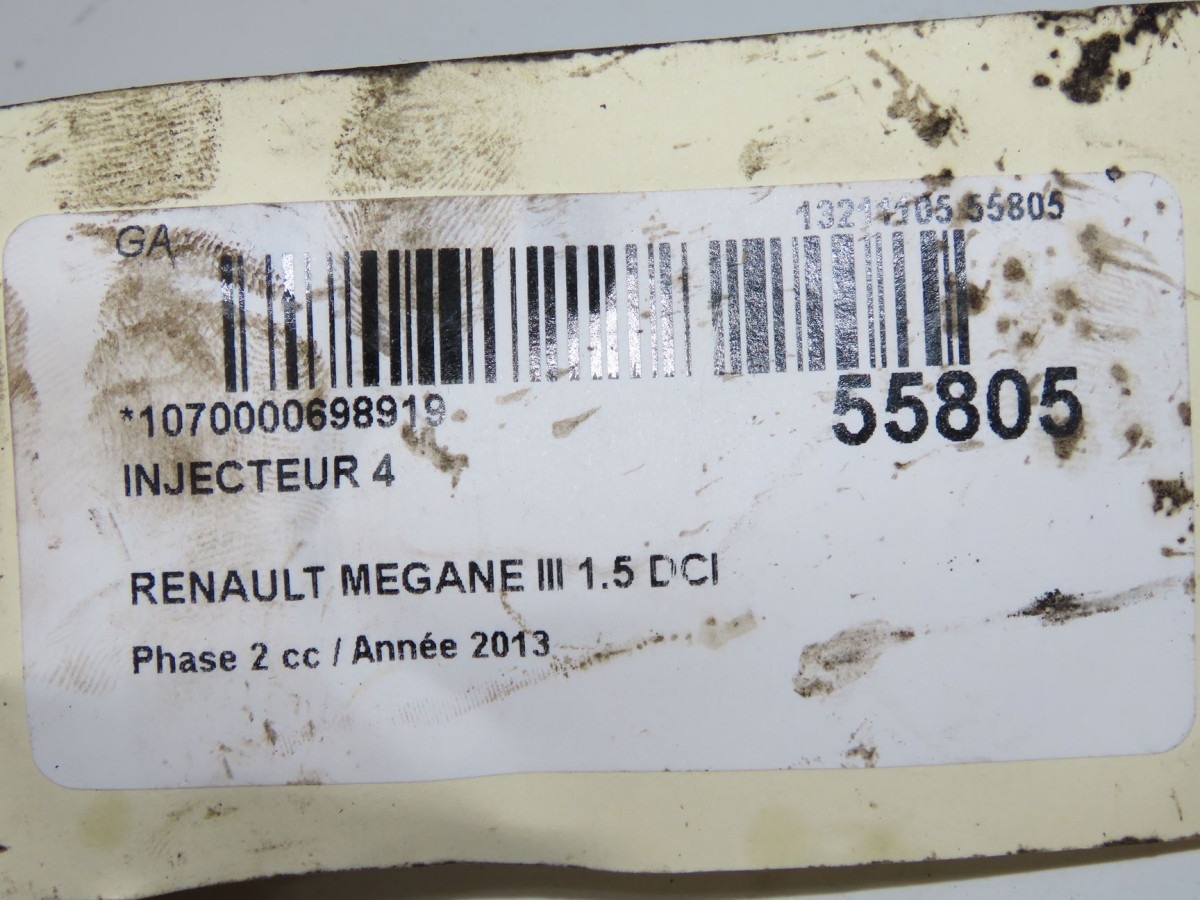 GA
13211105 55805
*1070000698919
55805
INJECTEUR 4
RENAULT MEGANE III 1.5 DCI
Phase 2 cc / Année 2013